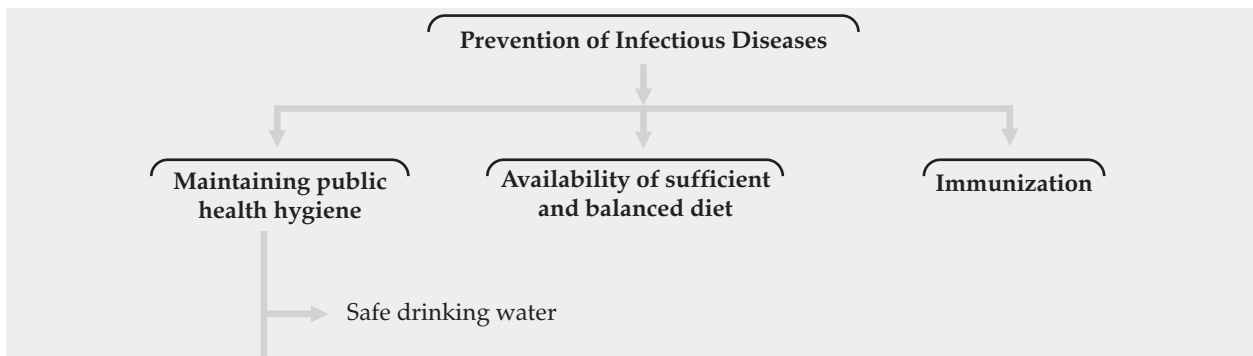 Prevention of Infectious Diseases
Maintaining public
health hygiene
Availability of sufficient
and balanced diet
Immunization
Safe drinking water